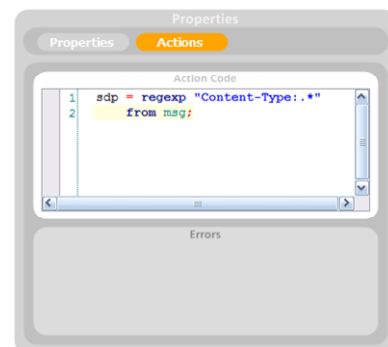 Properties
Properties Actions
Action Code
1 sdp = regexp "Content-Type:.*"
2 from msg;
Errors